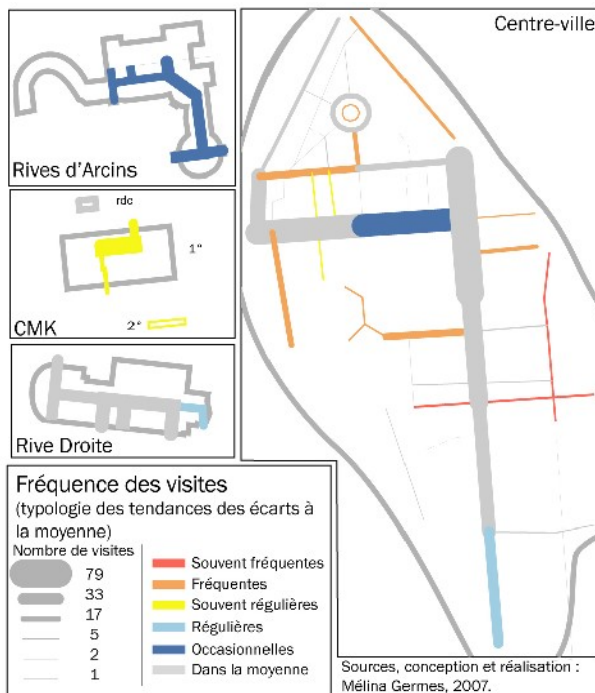 Centre-ville
Rives d'Arcins
rdc
1°
2°
CMK
Rive Droite
Fréquence des visites
(typologie des tendances des écarts à
la moyenne)
Nombre de visites
79
33
17
5
2
1
Souvent fréquentes
Fréquentes
Souvent régulières
Régulières
Occasionnelles
Dans la moyenne
Sources, conception et réalisation :
Mélina Germes, 2007.